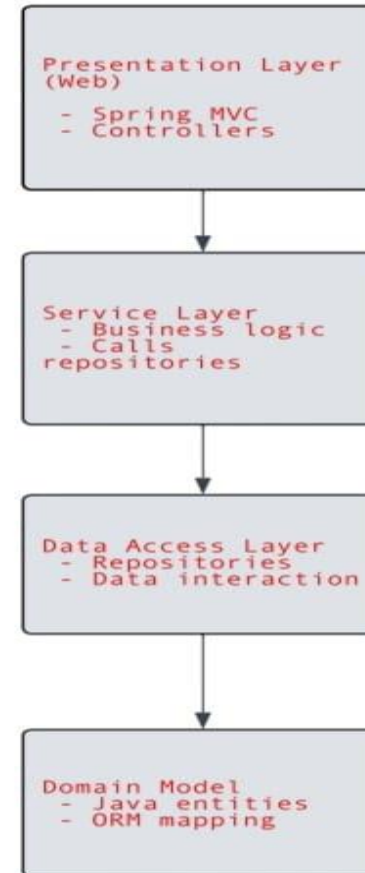 Presentation Layer
(Web)
- Spring MVC
- Controllers
Service Layer
- Business logic
- Calls
repositories
Data Access Layer
- Repositories
- Data interaction
Domain Model
- Java entities
- ORM mapping